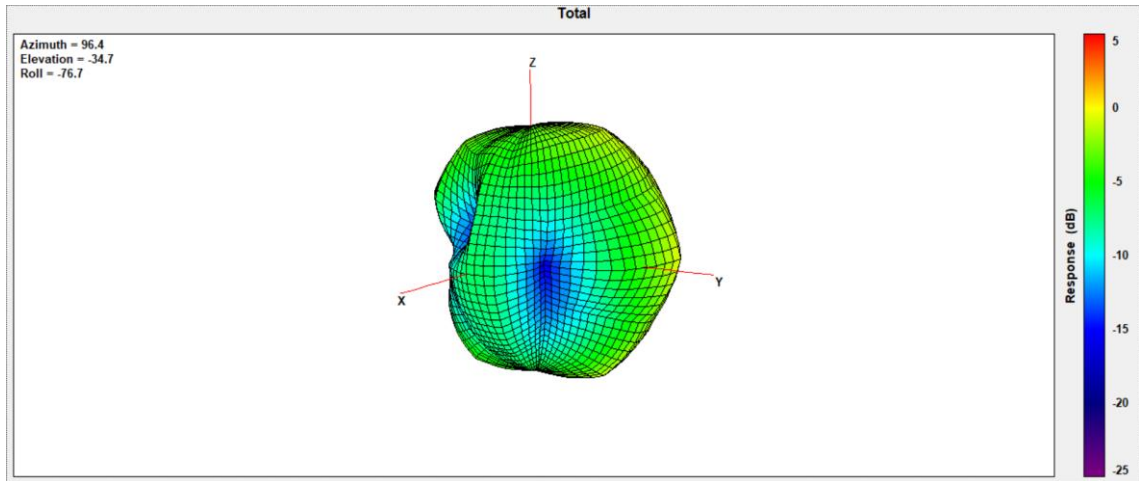 Total
Azimuth = 96.4
Elevation = -34.7
Roll = -76.7
Z
X
Y
5
0
-5
-10
-15
-20
-25
Response (dB)